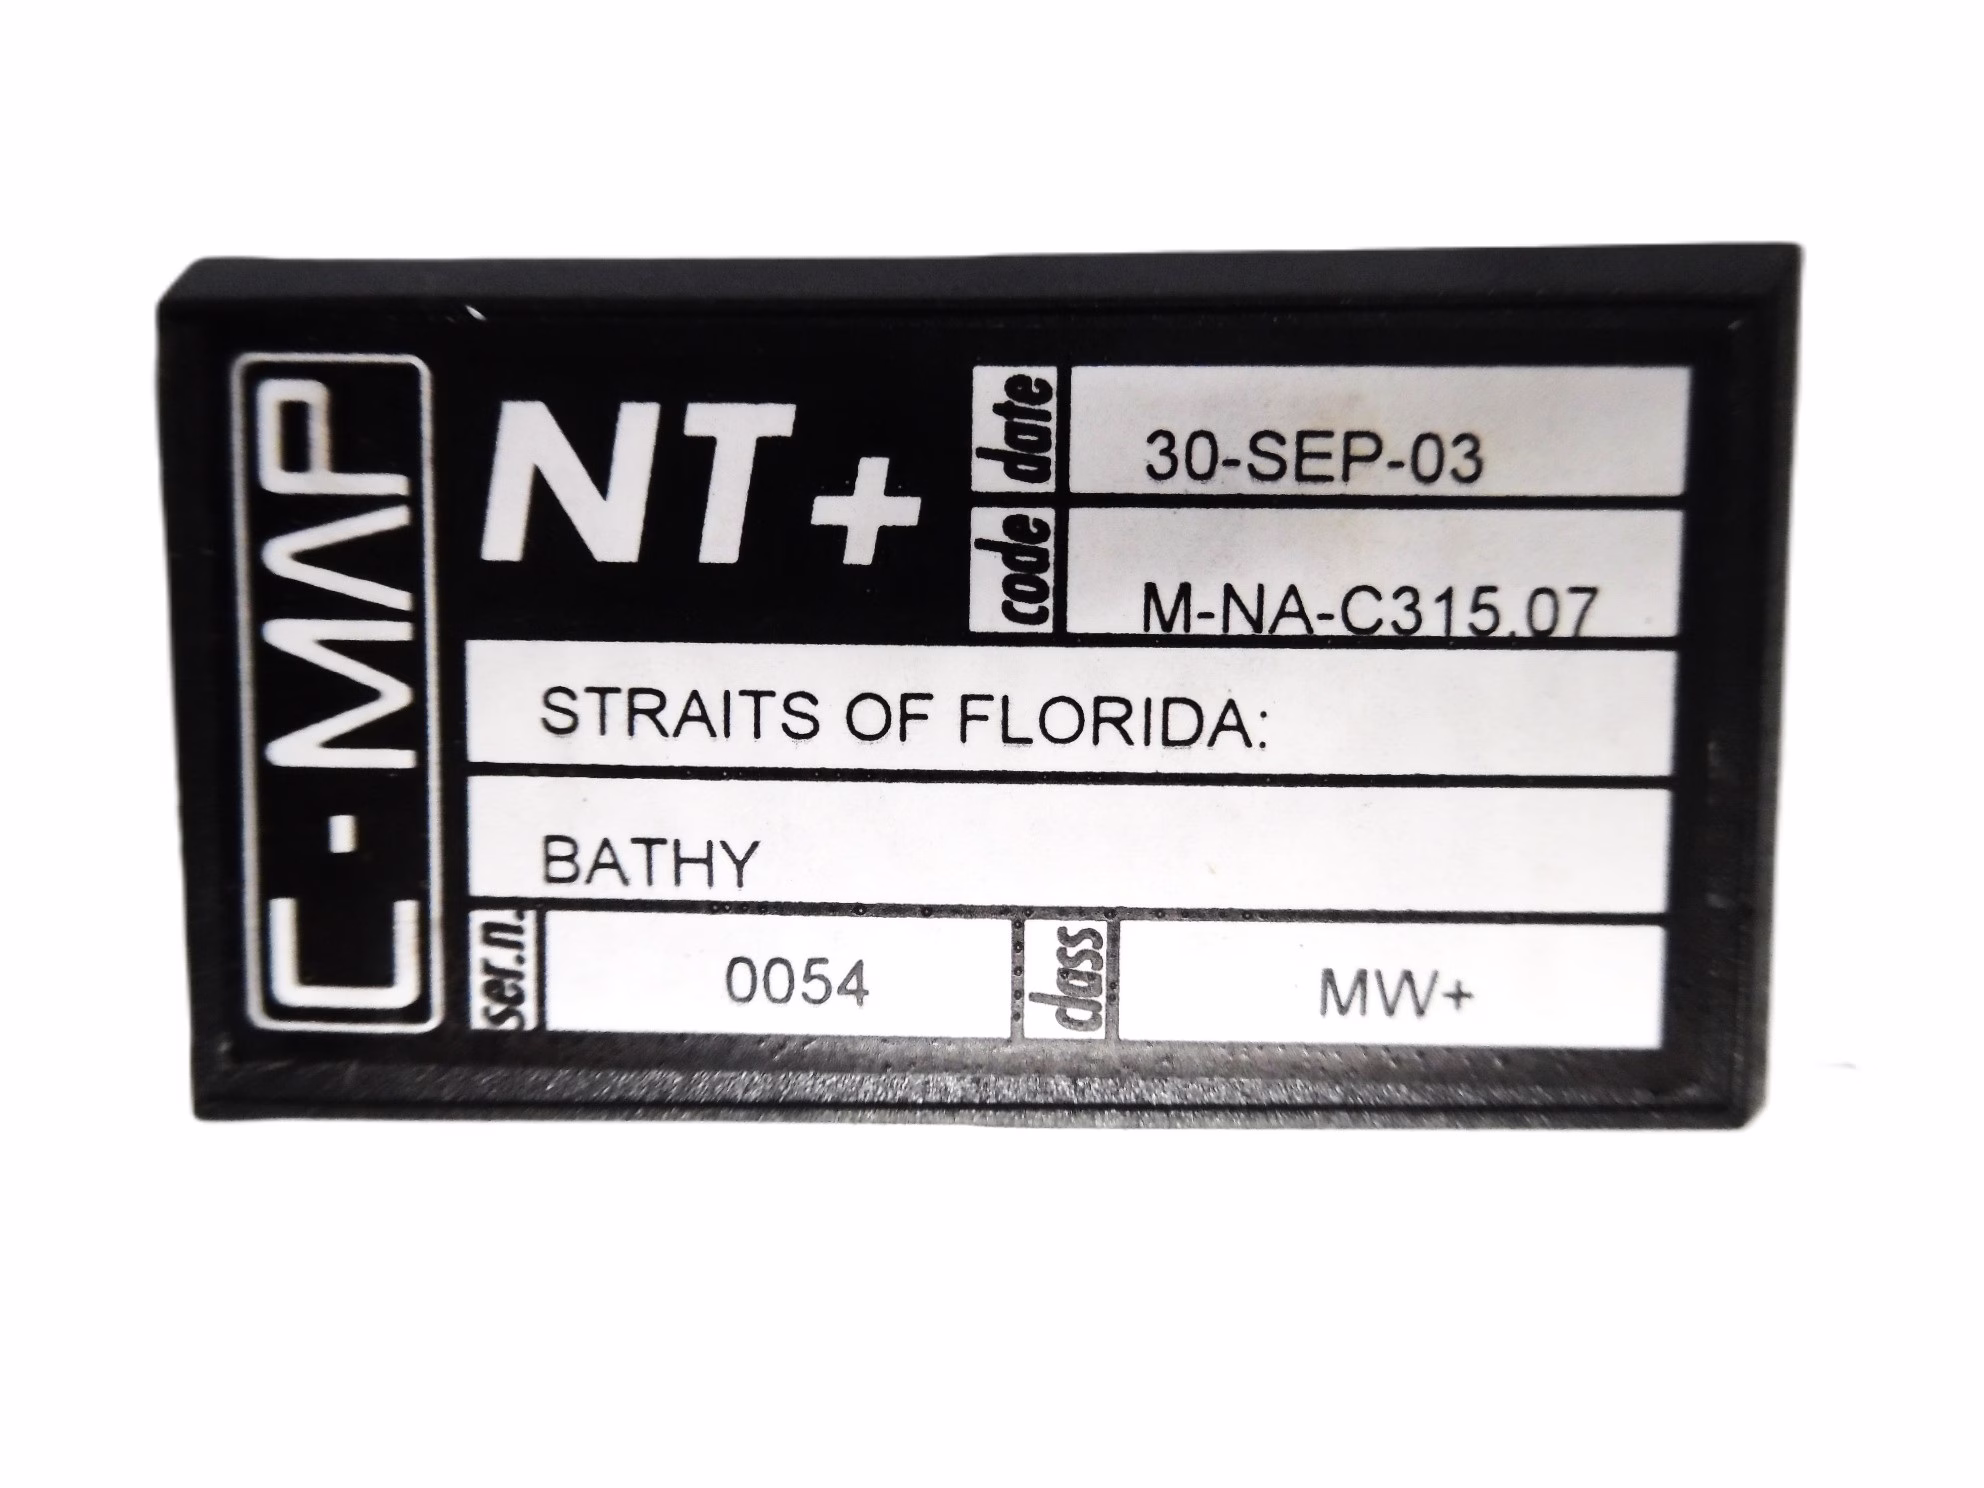 C-MAP
NT+
date 30-SEP-03
code M-NA-C315.07
STRAITS OF FLORIDA:
BATHY
ser.n. 0054 class MW+